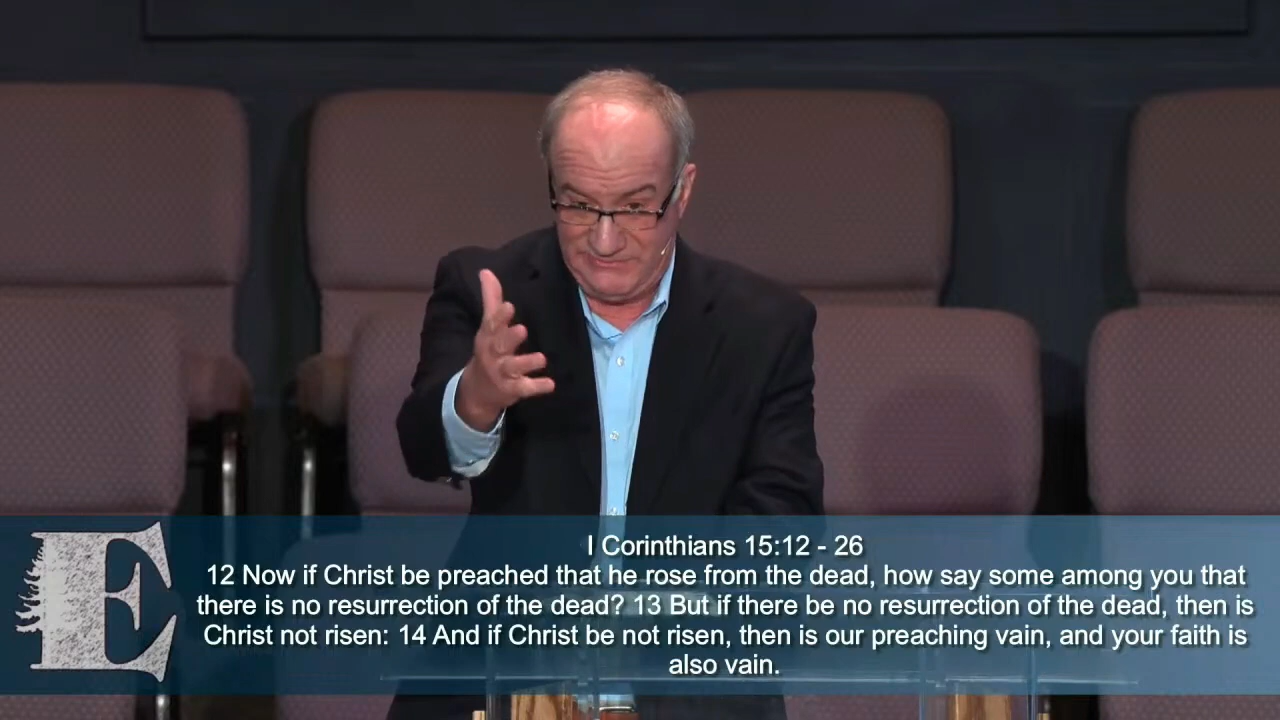 I Corinthians 15:12 - 26
12 Now if Christ be preached that he rose from the dead, how say some among you that
there is no resurrection of the dead? 13 But if there be no resurrection of the dead, then is
Christ not risen: 14 And if Christ be not risen, then is our preaching vain, and your faith is
also vain.
E